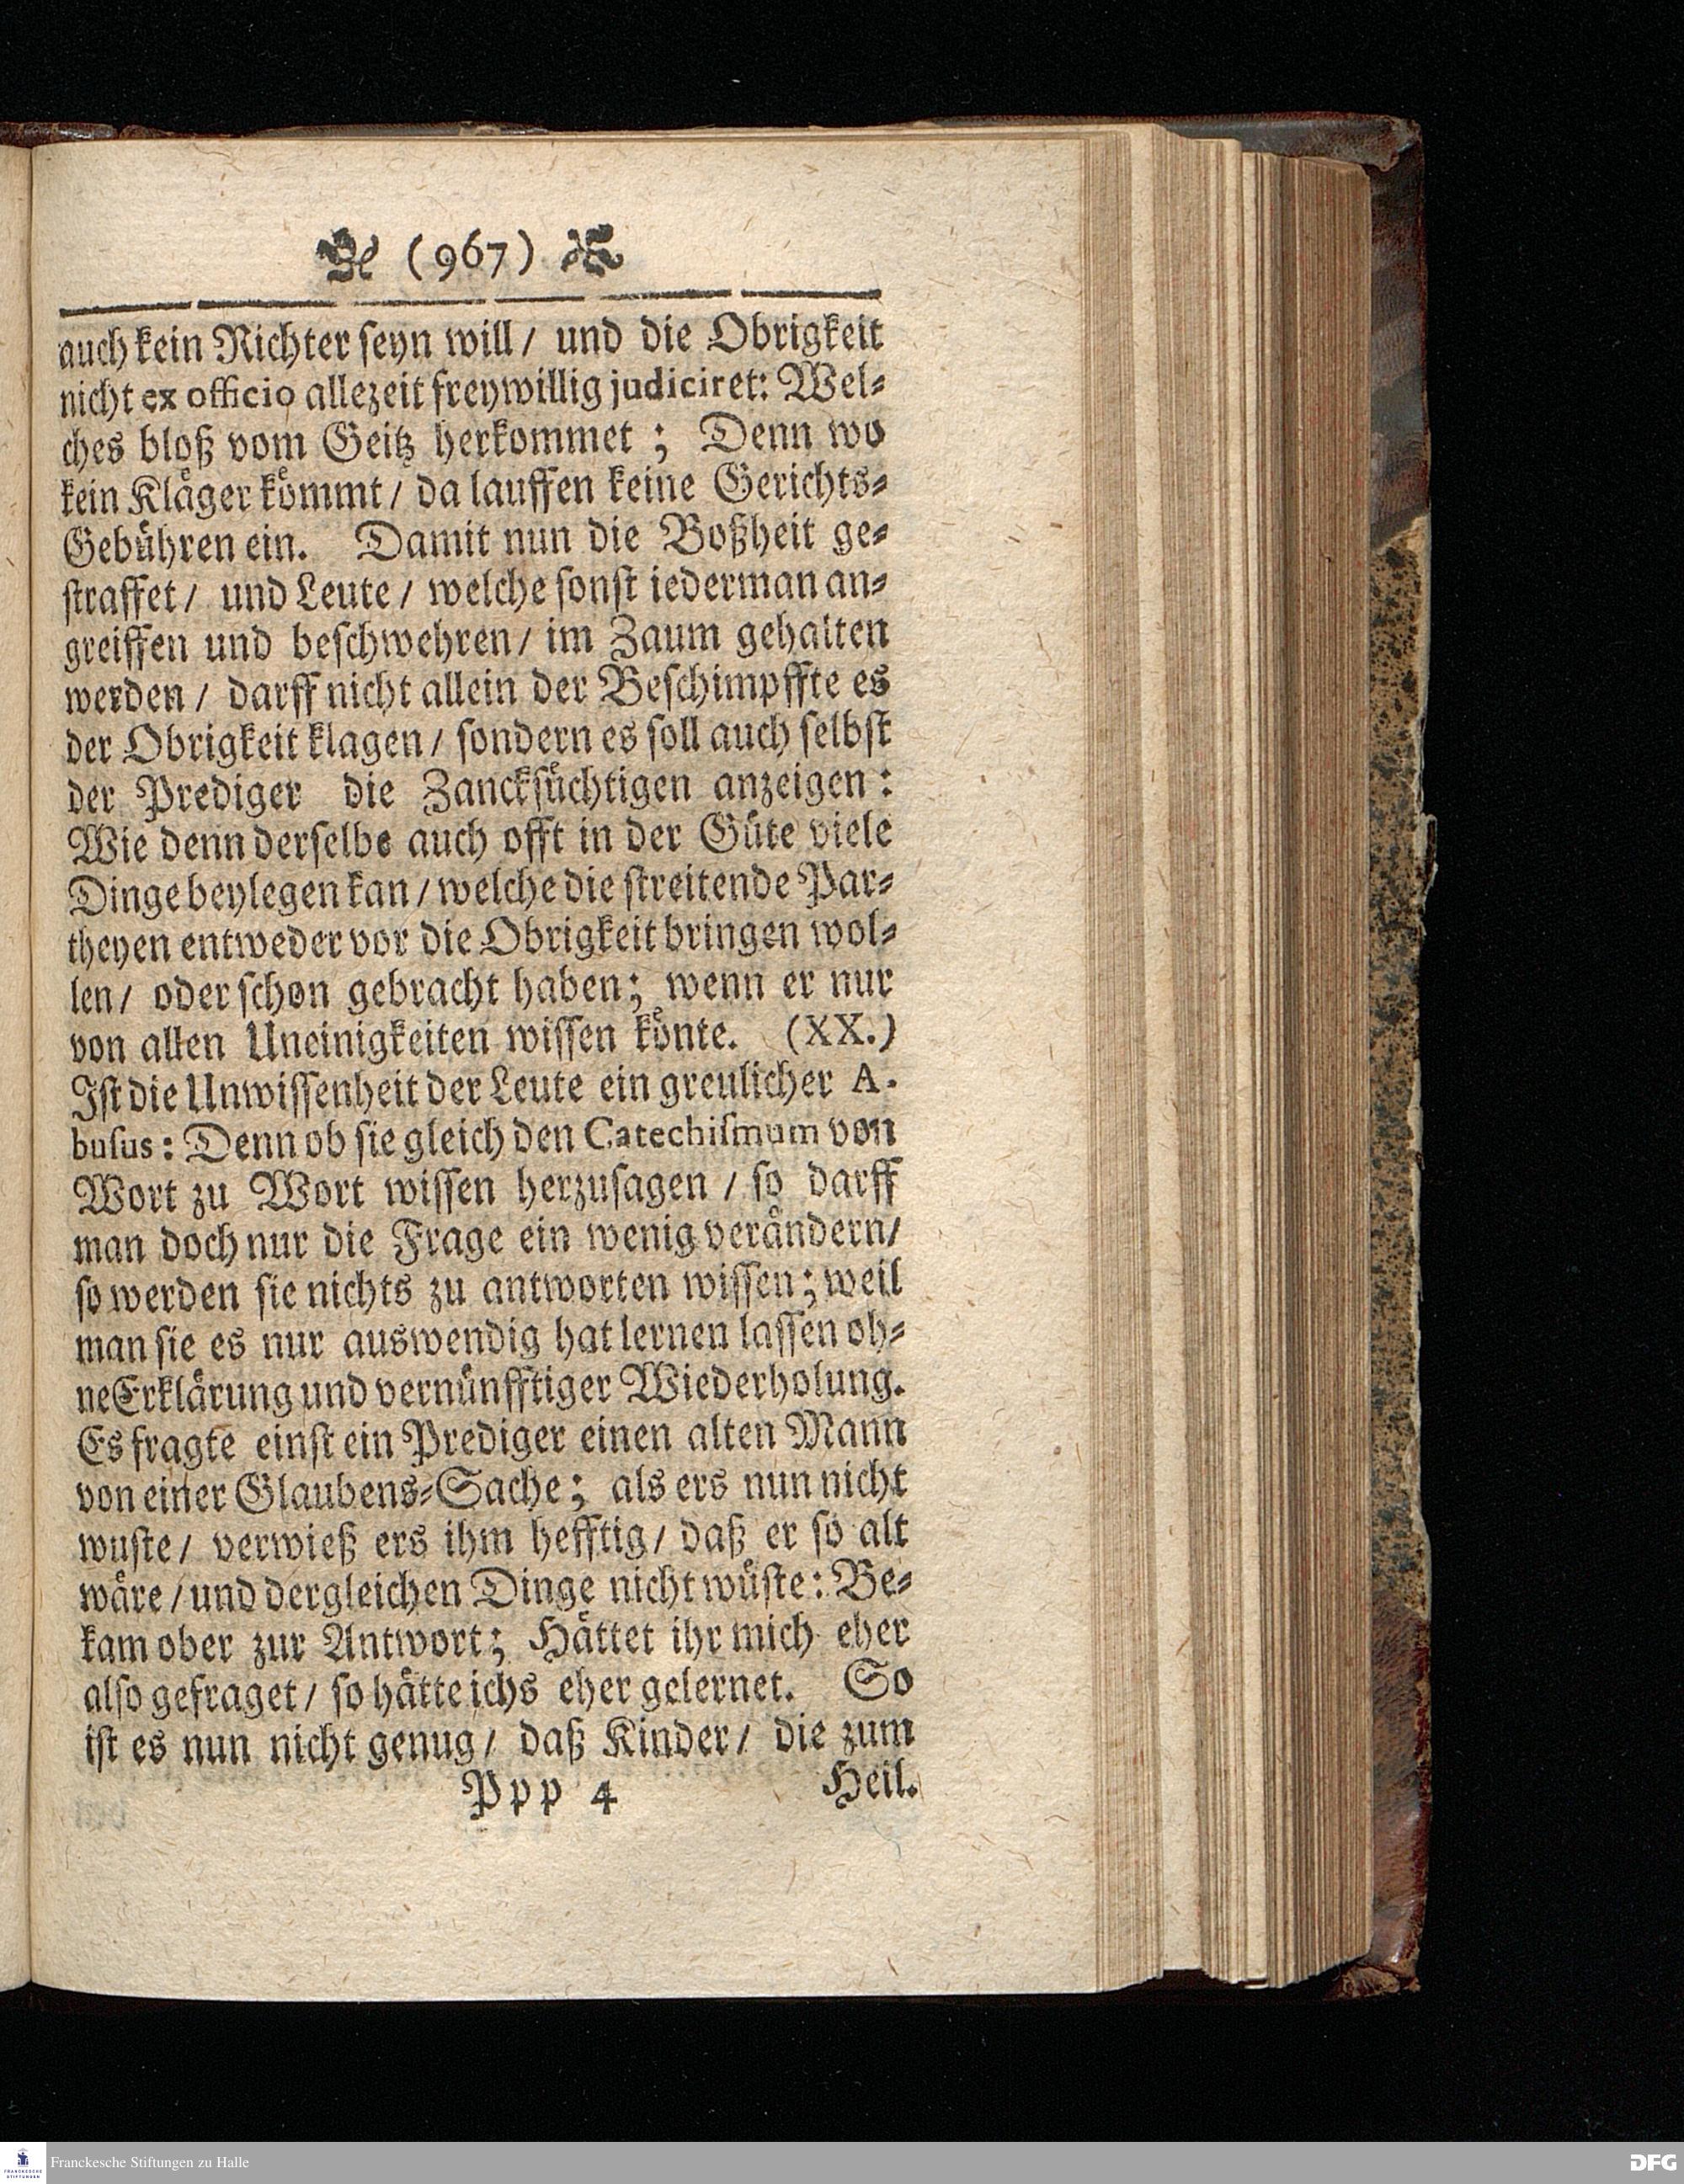 (967)
auch kein Richter seyn will / und die Obrigkeit
nicht ex officio allezeit freywillig judiciret: Wel-
ches bloß vom Geitz herkommet ; Denn wo
kein Kläger kömmt / da lauffen keine Gerichts-
Gebühren ein. Damit nun die Boßheit ge-
straffet / und Leute / welche sonst iederman an-
greiffen und beschwehren / im Zaum gehalten
werden / darff nicht allein der Beschimpffte es
der Obrigkeit klagen / sondern es soll auch selbst
der Prediger die Zancksüchtigen anzeigen:
Wie denn derselbe auch offt in der Güte viele
Dinge beylegen kan / welche die streitende Par-
theyen entweder vor die Obrigkeit bringen wol-
len / oder schon gebracht haben; wenn er nur
von allen Uneinigkeiten wissen könte. (XX.)
Ist die Unwissenheit der Leute ein greulicher A-
busus: Denn ob sie gleich den Catechismum von
Wort zu Wort wissen herzusagen / so darff
man doch nur die Frage ein wenig verändern/
so werden sie nichts zu antworten wissen; weil
man sie es nur auswendig hat lernen lassen oh-
ne Erklärung und vernünfftiger Wiederholung.
Es fragte einst ein Prediger einen alten Mann
von einer Glaubens-Sache; als ers nun nicht
wuste / verwieß ers ihm hefftig / daß er so alt
wäre / und dergleichen Dinge nicht wüste: Be-
kam ober zur Antwort; Hättet ihr mich eher
also gefraget / so hätte ichs eher gelernet. So
ist es nun nicht genug / daß Kinder / die zum
Ppp 4 Heil.
FRANCKESCHE STIFTUNGEN
Franckesche Stiftungen zu Halle
DFG